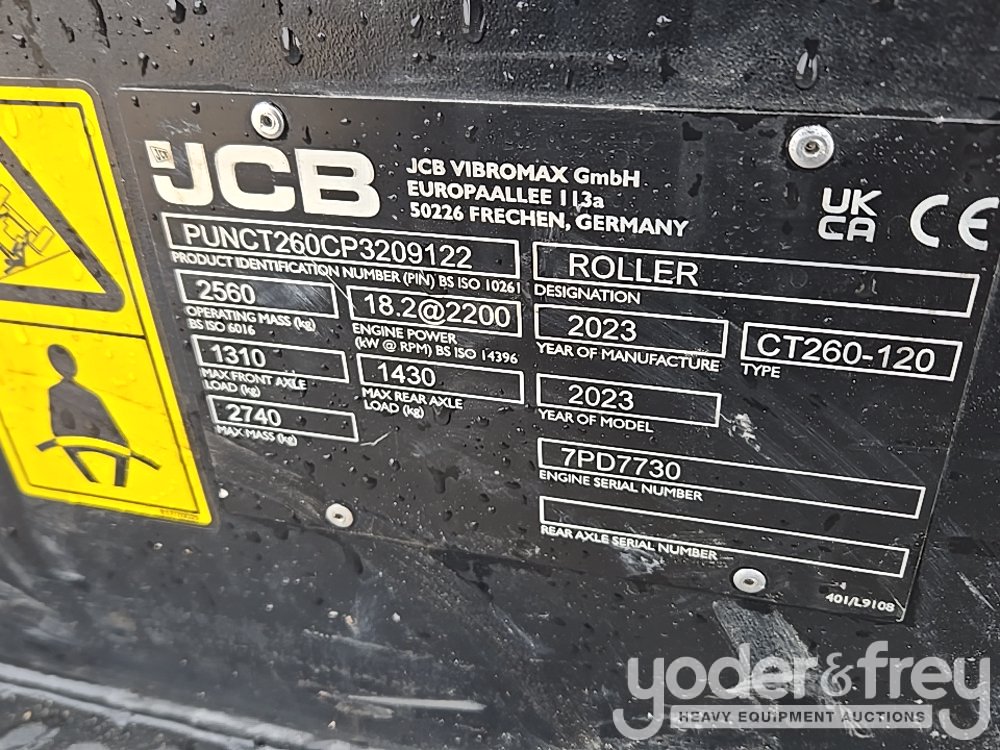 JCB
JCB VIBROMAX GmbH
EUROPAALLEE 113a
50226 FRECHEN, GERMANY
UK
CA
CE
PUNCT260CP3209122
PRODUCT IDENTIFICATION NUMBER (PIN) BS ISO 10261
ROLLER
DESIGNATION
2560
OPERATING MASS (kg)
BS ISO 6016
18.2@2200
ENGINE POWER
(kW @ RPM) BS ISO 14396
2023
YEAR OF MANUFACTURE
CT260-120
TYPE
1310
MAX FRONT AXLE
LOAD (kg)
1430
MAX REAR AXLE
LOAD (kg)
2023
YEAR OF MODEL
2740
MAX MASS (kg)
7PD7730
ENGINE SERIAL NUMBER
REAR AXLE SERIAL NUMBER
401/L9108
yoder&frey
HEAVY EQUIPMENT AUCTIONS